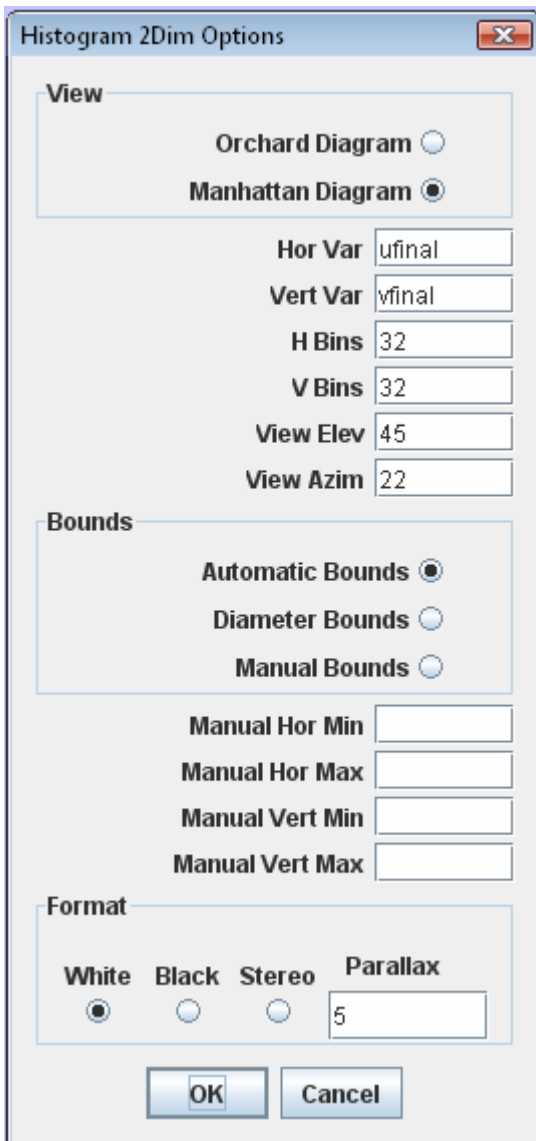 Histogram 2Dim Options
View
Orchard Diagram
Manhattan Diagram
Hor Var ufinal
Vert Var vfinal
H Bins 32
V Bins 32
View Elev 45
View Azim 22
Bounds
Automatic Bounds
Diameter Bounds
Manual Bounds
Manual Hor Min
Manual Hor Max
Manual Vert Min
Manual Vert Max
Format
White Black Stereo Parallax
5
OK Cancel